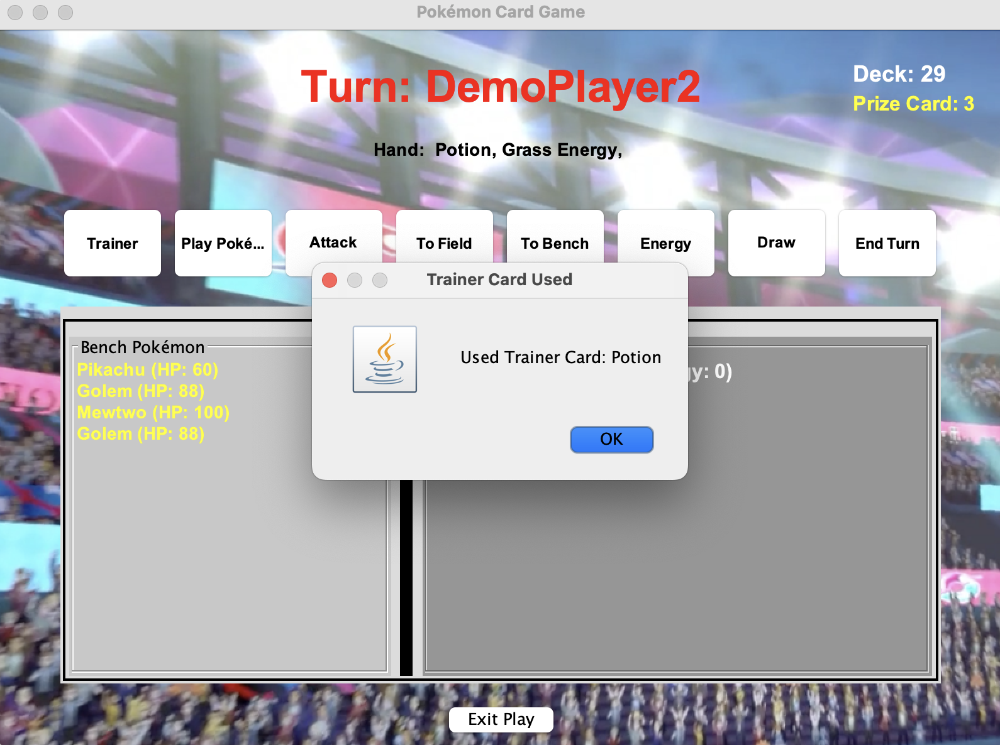 Pokémon Card Game
Turn: DemoPlayer2
Deck: 29
Prize Card: 3
Hand: Potion, Grass Energy,
Trainer
Play Poké...
Attack
To Field
To Bench
Energy
Draw
End Turn
Trainer Card Used
Used Trainer Card: Potion
OK
Bench Pokémon
Pikachu (HP: 60)
Golem (HP: 88)
Mewtwo (HP: 100)
Golem (HP: 88)
0)
Exit Play